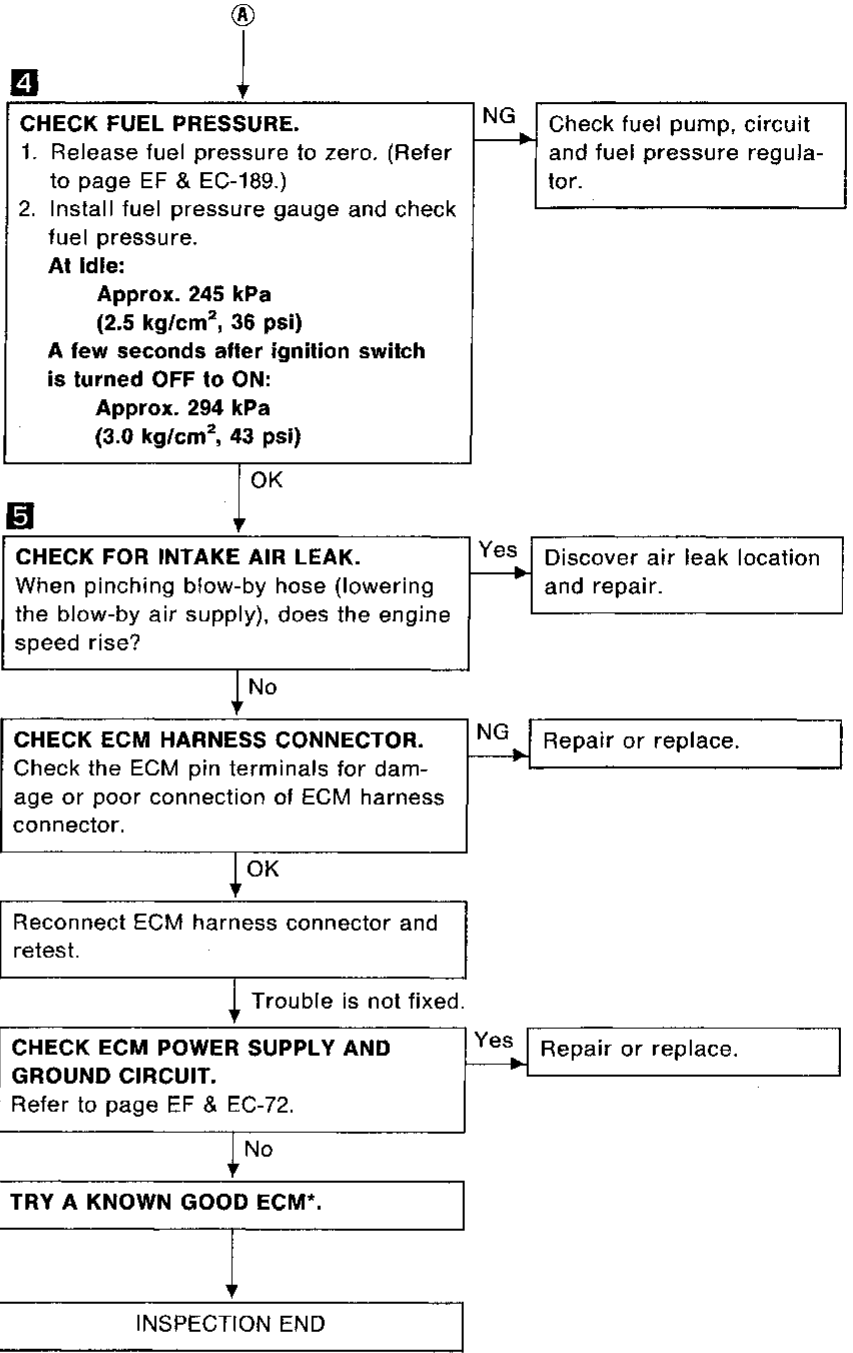 A
4
CHECK FUEL PRESSURE.
1. Release fuel pressure to zero. (Refer
to page EF & EC-189.)
2. Install fuel pressure gauge and check
fuel pressure.
At idle:
Approx. 245 kPa
(2.5 kg/cm², 36 psi)
A few seconds after ignition switch
is turned OFF to ON:
Approx. 294 kPa
(3.0 kg/cm², 43 psi)
NG
Check fuel pump, circuit
and fuel pressure regula-
tor.
OK
5
CHECK FOR INTAKE AIR LEAK.
When pinching blow-by hose (lowering
the blow-by air supply), does the engine
speed rise?
Yes
Discover air leak location
and repair.
No
CHECK ECM HARNESS CONNECTOR.
Check the ECM pin terminals for dam-
age or poor connection of ECM harness
connector.
NG
Repair or replace.
OK
Reconnect ECM harness connector and
retest.
Trouble is not fixed.
CHECK ECM POWER SUPPLY AND
GROUND CIRCUIT.
Refer to page EF & EC-72.
Yes
Repair or replace.
No
TRY A KNOWN GOOD ECM*.
INSPECTION END